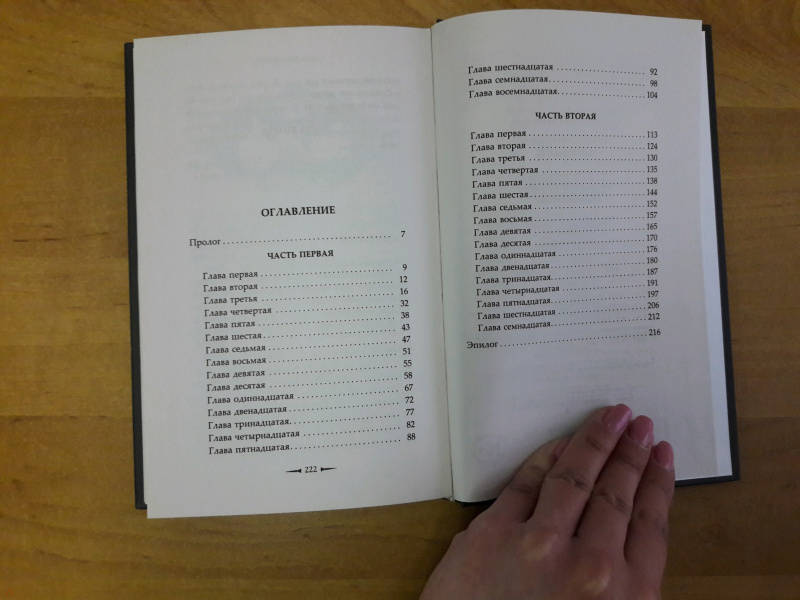 ОГЛАВЛЕНИЕ
Пролог 7
ЧАСТЬ ПЕРВАЯ
Глава первая 9
Глава вторая 12
Глава третья 16
Глава четвертая 32
Глава пятая 38
Глава шестая 43
Глава седьмая 47
Глава восьмая 51
Глава девятая 55
Глава десятая 58
Глава одиннадцатая 67
Глава двенадцатая 72
Глава тринадцатая 77
Глава четырнадцатая 82
Глава пятнадцатая 88
222
Глава шестнадцатая 92
Глава семнадцатая 98
Глава восемнадцатая 104
ЧАСТЬ ВТОРАЯ
Глава первая 113
Глава вторая 124
Глава третья 130
Глава четвертая 135
Глава пятая 138
Глава шестая 144
Глава седьмая 152
Глава восьмая 157
Глава девятая 165
Глава десятая 170
Глава одиннадцатая 176
Глава двенадцатая 180
Глава тринадцатая 187
Глава четырнадцатая 191
Глава пятнадцатая 197
Глава шестнадцатая 206
Глава семнадцатая 212
Эпилог 216